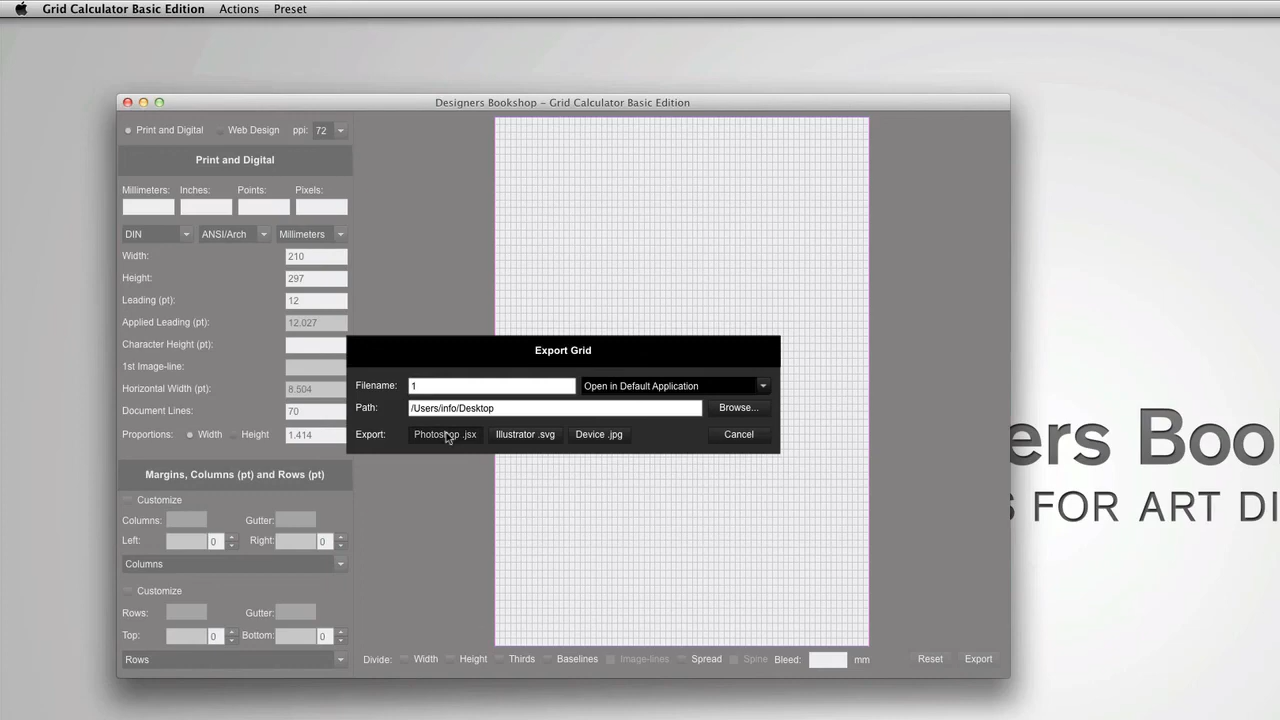 Grid Calculator Basic Edition Actions Preset
Designers Bookshop – Grid Calculator Basic Edition
Print and Digital Web Design ppi: 72
Print and Digital
Millimeters: Inches: Points: Pixels:
DIN ANSI/Arch Millimeters
Width: 210
Height: 297
Leading (pt): 12
Applied Leading (pt): 12.027
Character Height (pt):
1st Image-line:
Horizontal Width (pt): 8.504
Document Lines: 70
Proportions: Width Height 1.414
Margins, Columns (pt) and Rows (pt)
Customize
Columns: Gutter:
Left: 0 Right: 0
Columns
Customize
Rows: Gutter:
Top: 0 Bottom: 0
Rows
Export Grid
Filename: 1 Open in Default Application
Path: /Users/info/Desktop Browse...
Export: Photoshop .jsx Illustrator .svg Device .jpg Cancel
Divide: Width Height Thirds Baselines Image-lines Spread Spine Bleed: mm Reset Export
ers Boo
FOR ART DI